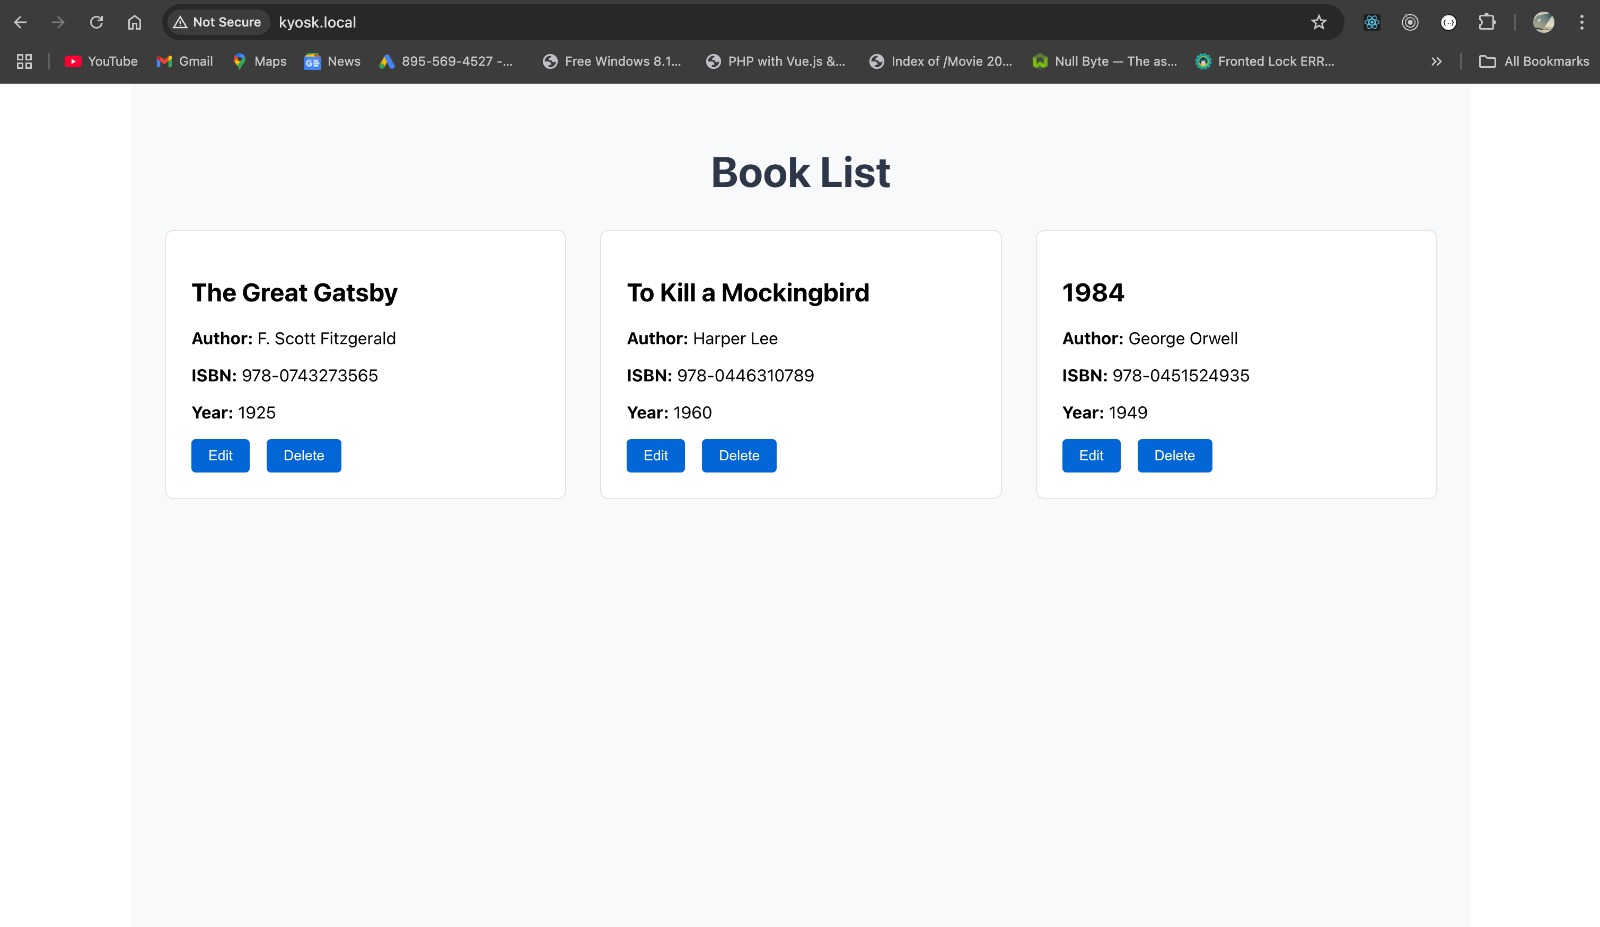 Not Secure kyosk.local
YouTube Gmail Maps News 895-569-4527 -... Free Windows 8.1... PHP with Vue.js &... Index of /Movie 20... Null Byte — The as... Fronted Lock ERR... All Bookmarks
Book List
The Great Gatsby
Author: F. Scott Fitzgerald
ISBN: 978-0743273565
Year: 1925
Edit Delete
To Kill a Mockingbird
Author: Harper Lee
ISBN: 978-0446310789
Year: 1960
Edit Delete
1984
Author: George Orwell
ISBN: 978-0451524935
Year: 1949
Edit Delete